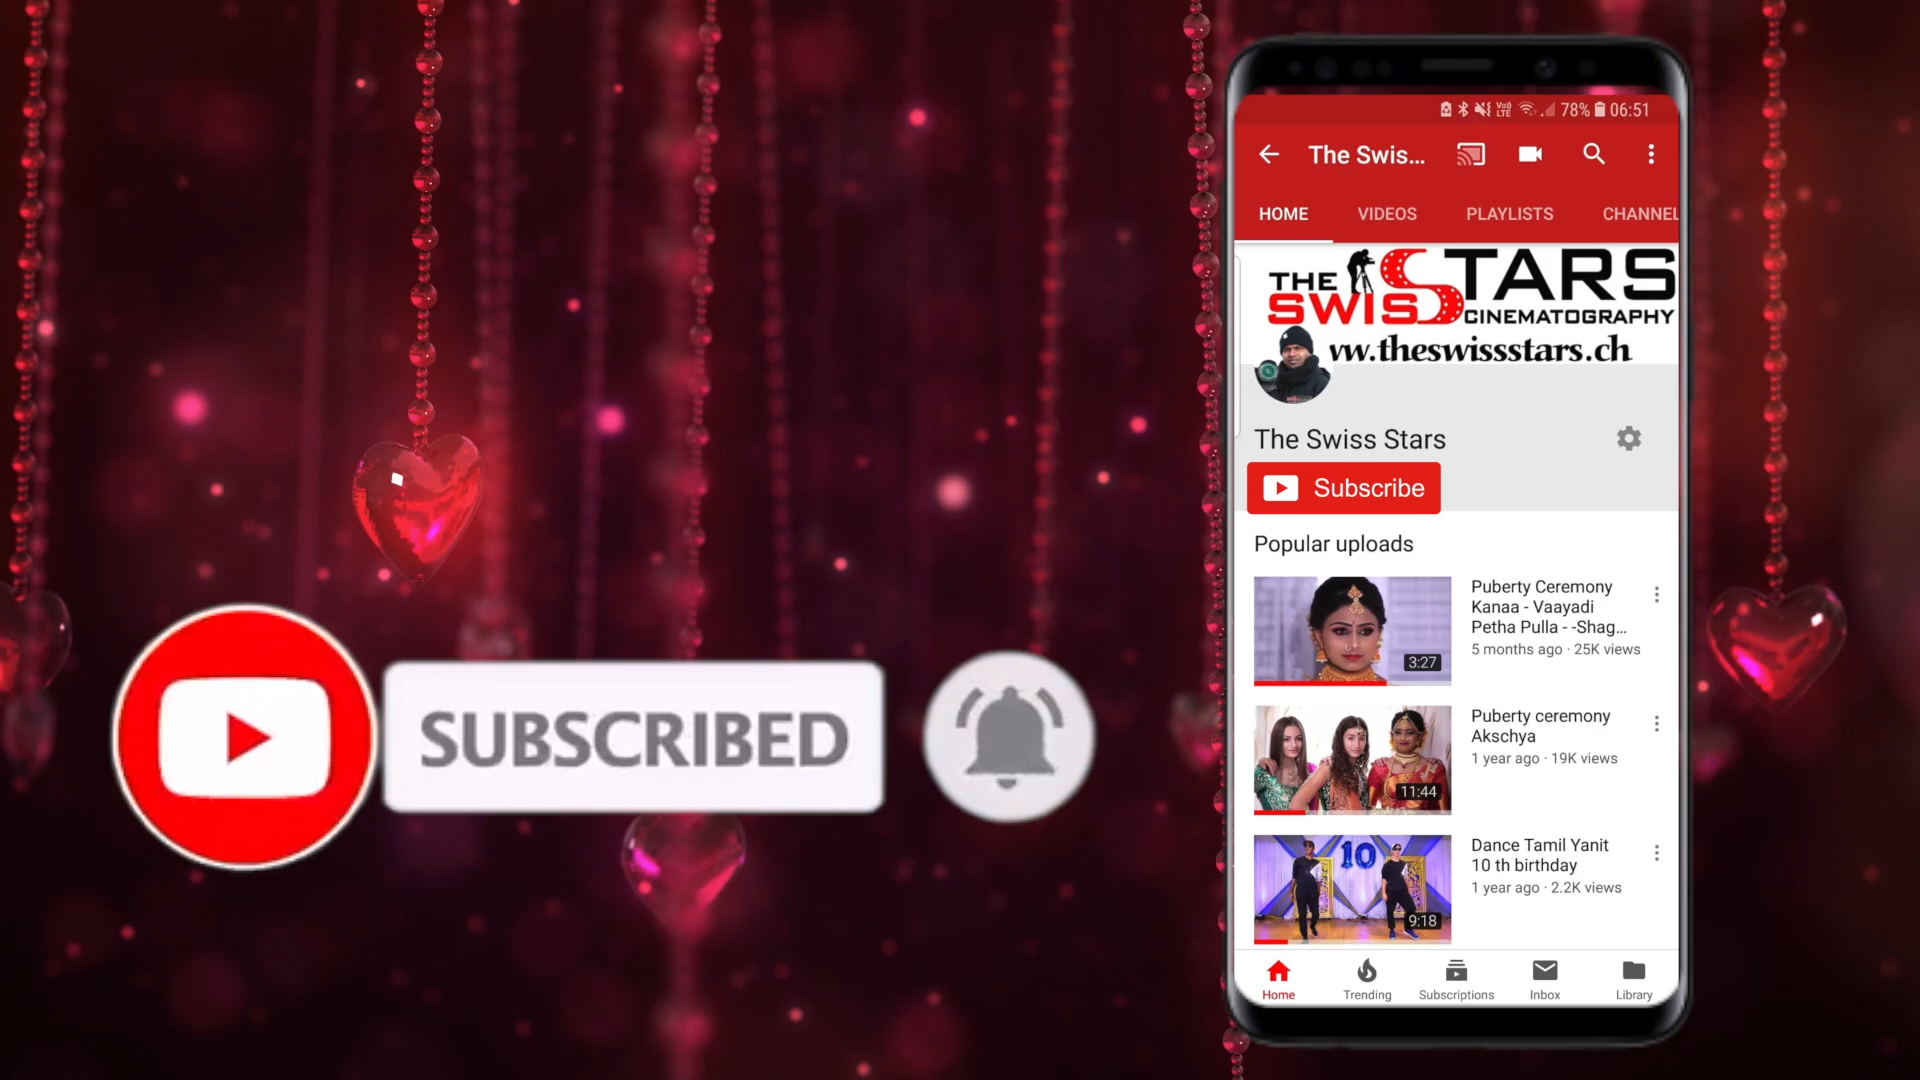 SUBSCRIBED
78% 06:51
The Swis...
HOME VIDEOS PLAYLISTS CHANNEL
THE STARS
SWISS
CINEMATOGRAPHY
vw.theswissstars.ch
The Swiss Stars
Subscribe
Popular uploads
Puberty Ceremony
Kanaa - Vaayadi
Petha Pulla - -Shag...
5 months ago · 25K views
3:27
Puberty ceremony
Akschya
1 year ago · 19K views
11:44
Dance Tamil Yanit
10 th birthday
1 year ago · 2.2K views
10
9:18
Home Trending Subscriptions Inbox Library